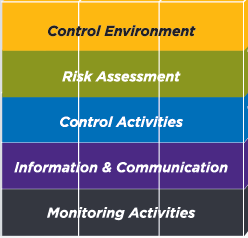 Control Environment
Risk Assessment
Control Activities
Information & Communication
Monitoring Activities